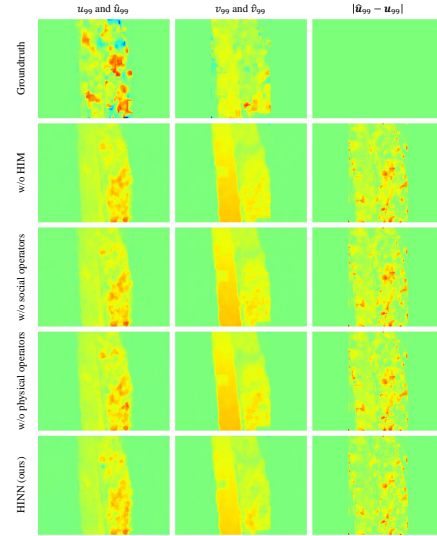 u₉₉ and û₉₉ v₉₉ and v̂₉₉ |û₉₉ − u₉₉|
Groundtruth
w/o HIM
w/o social operators
w/o physical operators
HINN (ours)